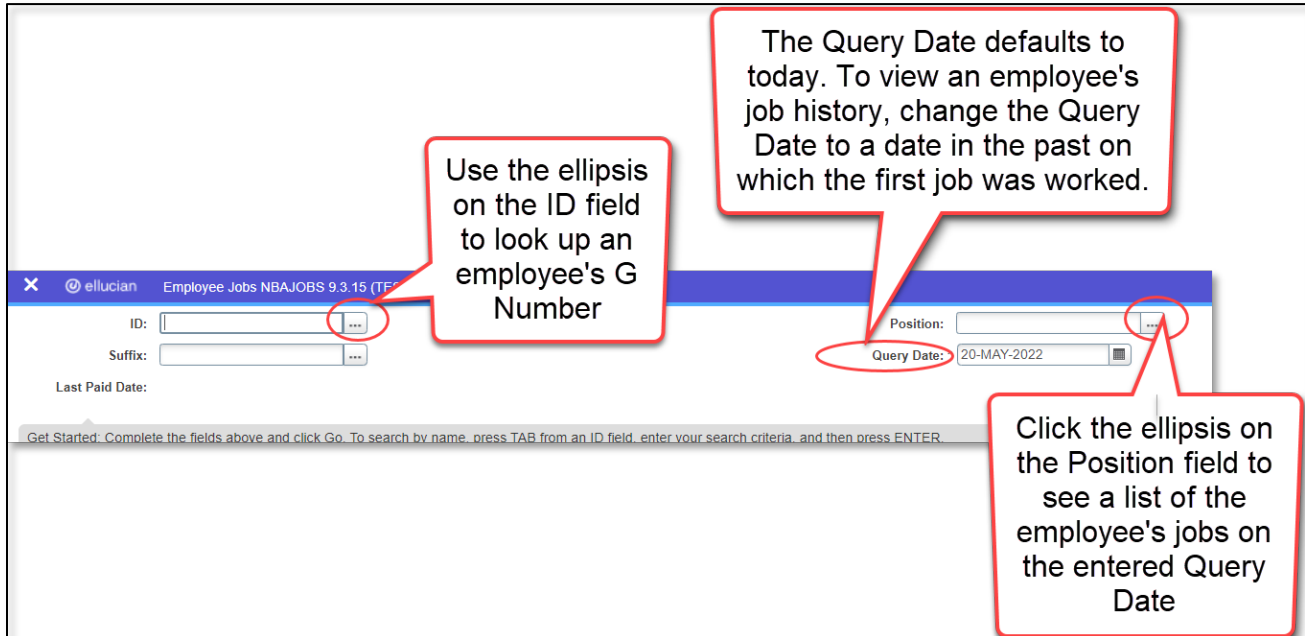 The Query Date defaults to
today. To view an employee's
job history, change the Query
Date to a date in the past on
which the first job was worked.
Use the ellipsis
on the ID field
to look up an
employee's G
Number
ellucian Employee Jobs NBAJOBS 9.3.15
ID: ... Position: ...
Suffix: ... Query Date: 20-MAY-2022
Last Paid Date:
Get Started: Complete the fields above and click Go. To search by name, press TAB from an ID field, enter your search criteria, and then press ENTER.
Click the ellipsis on
the Position field to
see a list of the
employee's jobs on
the entered Query
Date